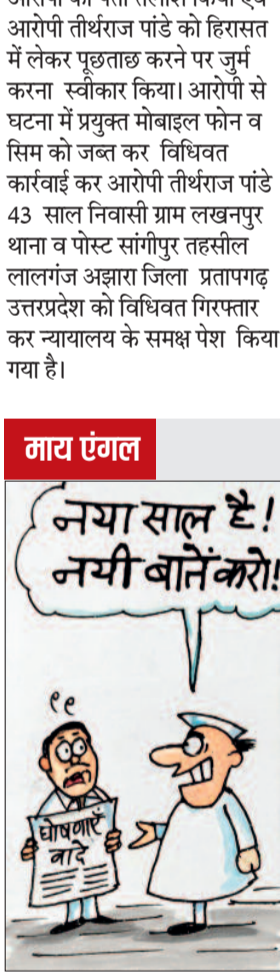 आरोपी तीर्थराज पांडे को हिरासत
में लेकर पूछताछ करने पर जुर्म
करना स्वीकार किया। आरोपी से
घटना में प्रयुक्त मोबाइल फोन व
सिम को जब्त कर विधिवत
कार्रवाई कर आरोपी तीर्थराज पांडे
43 साल निवासी ग्राम लखनपुर
थाना व पोस्ट सांगीपुर तहसील
लालगंज अझारा जिला प्रतापगढ़
उत्तरप्रदेश को विधिवत गिरफ्तार
कर न्यायालय के समक्ष पेश किया
गया है।
माय एंगल
नया साल है!
नयी बातें करो!
घोषणाएँ
वादे